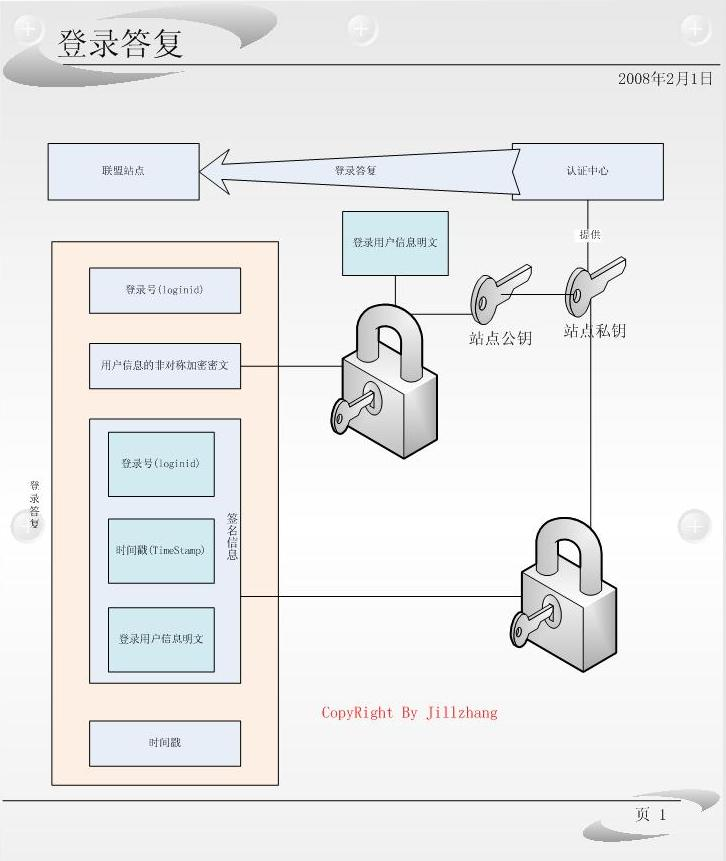 登录答复
2008年2月1日
联盟站点
登录答复
认证中心
登录用户信息明文
提供
登录号(loginid)
站点公钥
站点私钥
用户信息的非对称加密密文
登录号(loginid)
登录答复
签名信息
时间戳(TimeStamp)
登录用户信息明文
CopyRight By Jillzhang
时间戳
页 1